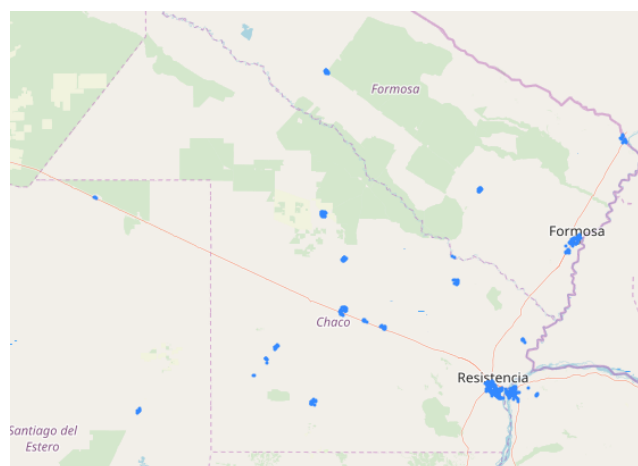 Formosa
Formosa
Chaco
Resistencia
Santiago del
Estero